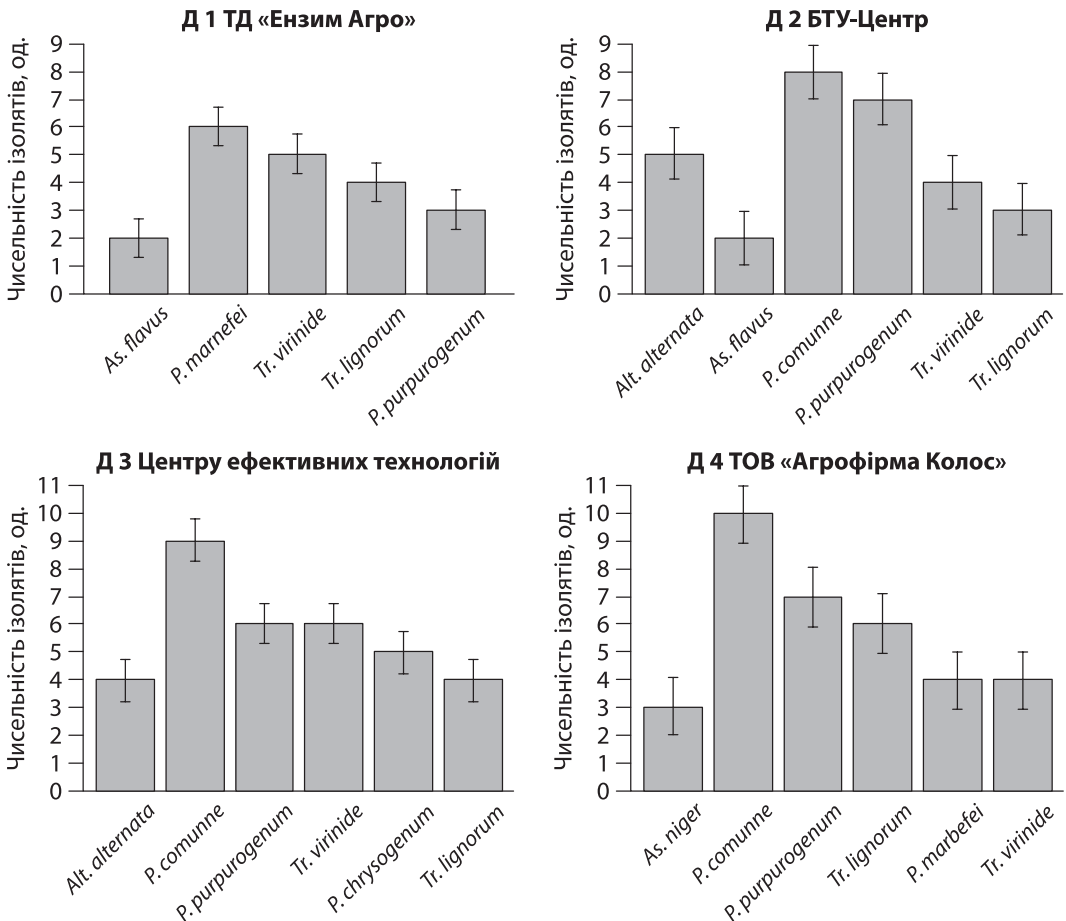 Д 1 ТД «Ензим Агро»
Чисельність ізолятів, од.
9
8
7
6
5
4
3
2
1
0
As. flavus
P. marnefei
Tr. virinide
Tr. lignorum
P. purpurogenum
Д 2 БТУ-Центр
Чисельність ізолятів, од.
9
8
7
6
5
4
3
2
1
0
Alt. alternata
As. flavus
P. comunne
P. purpurogenum
Tr. virinide
Tr. lignorum
Д 3 Центру ефективних технологій
Чисельність ізолятів, од.
11
10
9
8
7
6
5
4
3
2
1
0
Alt. alternata
P. comunne
P. purpurogenum
Tr. virinide
P. chrysogenum
Tr. lignorum
Д 4 ТОВ «Агрофірма Колос»
Чисельність ізолятів, од.
11
10
9
8
7
6
5
4
3
2
1
0
As. niger
P. comunne
P. purpurogenum
Tr. lignorum
P. marbefei
Tr. virinide